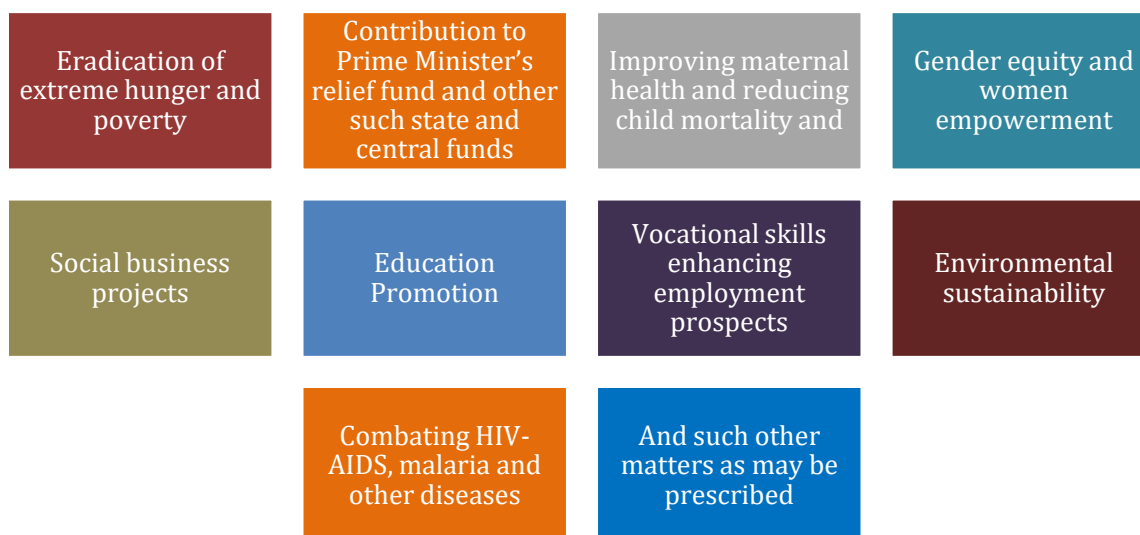 Eradication of
extreme hunger and
poverty
Contribution to
Prime Minister’s
relief fund and other
such state and
central funds
Improving maternal
health and reducing
child mortality and
Gender equity and
women
empowerment
Social business
projects
Education
Promotion
Vocational skills
enhancing
employment
prospects
Environmental
sustainability
Combating HIV-
AIDS, malaria and
other diseases
And such other
matters as may be
prescribed